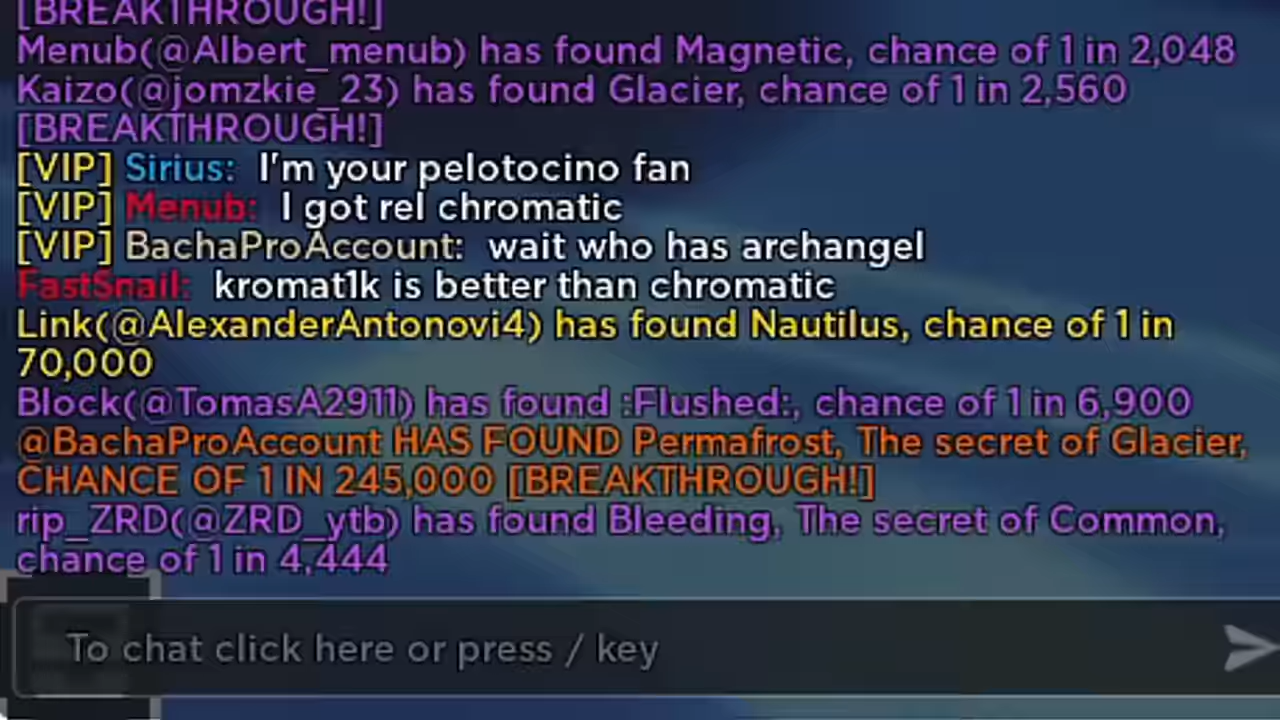 [BREAKTHROUGH!]
Menub(@Albert_menub) has found Magnetic, chance of 1 in 2,048
Kaizo(@jomzkie_23) has found Glacier, chance of 1 in 2,560
[BREAKTHROUGH!]
[VIP] Sirius: I'm your pelotocino fan
[VIP] Menub: I got rel chromatic
[VIP] BachaProAccount: wait who has archangel
FastSnail: kromat1k is better than chromatic
Link(@AlexanderAntonovi4) has found Nautilus, chance of 1 in
70,000
Block(@TomasA2911) has found :Flushed:, chance of 1 in 6,900
@BachaProAccount HAS FOUND Permafrost, The secret of Glacier,
CHANCE OF 1 IN 245,000 [BREAKTHROUGH!]
rip_ZRD(@ZRD_ytb) has found Bleeding, The secret of Common,
chance of 1 in 4,444
To chat click here or press / key